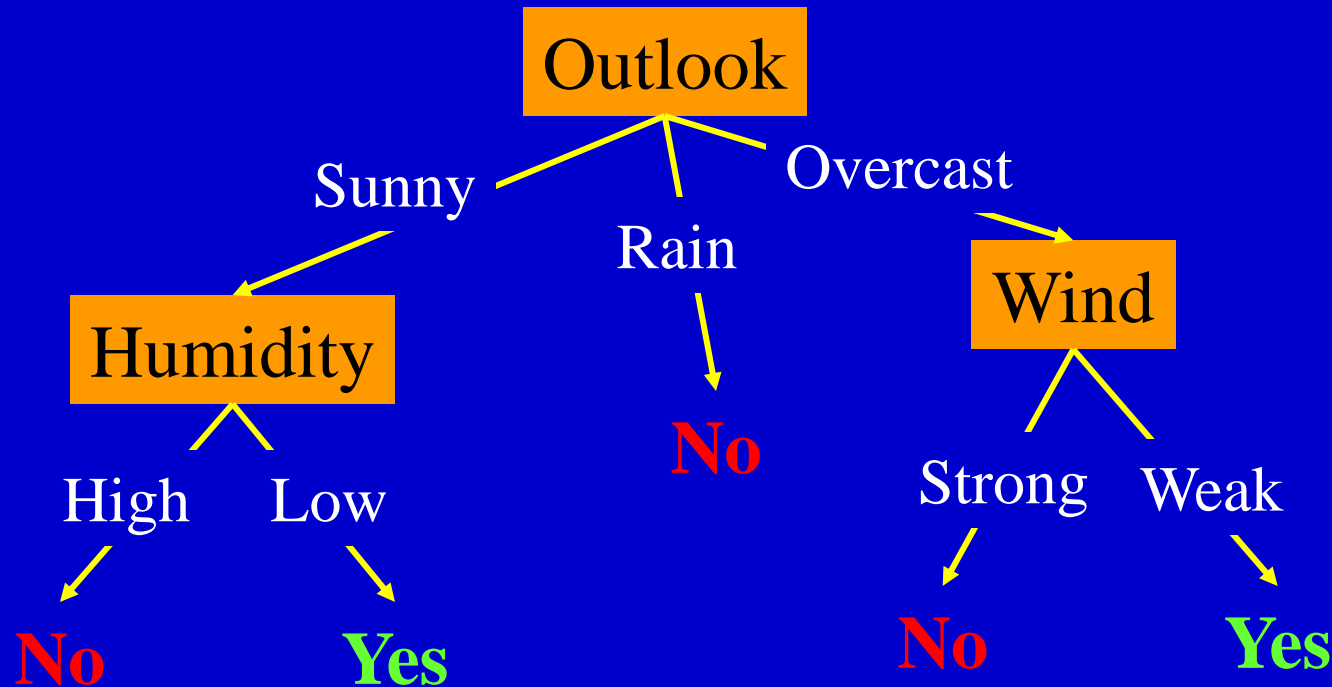 Outlook
Sunny
Rain
Overcast
Humidity
Wind
High
Low
No
Strong
Weak
No
Yes
No
Yes